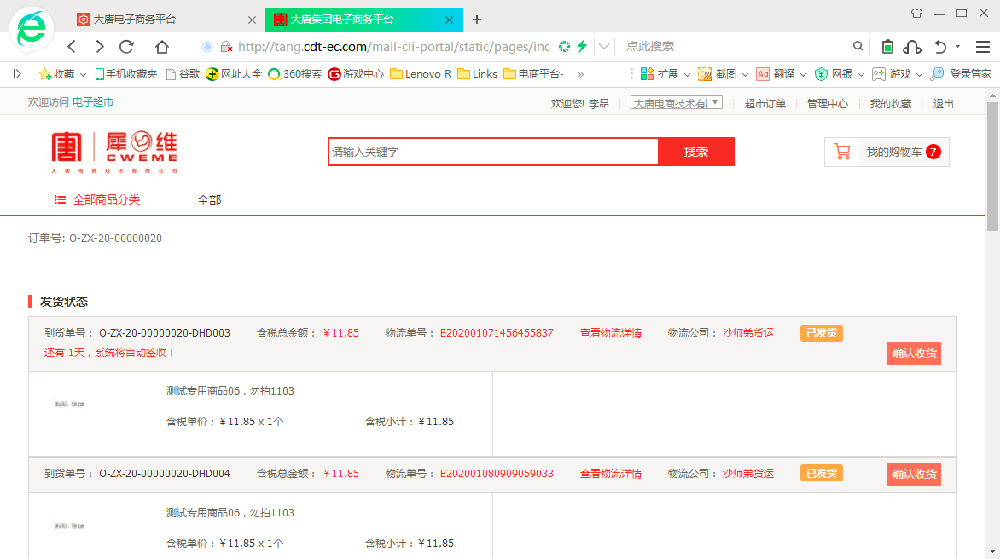 大唐电子商务平台
大唐集团电子商务平台
http://tang.cdt-ec.com/mall-cli-portal/static/pages/inc
点此搜索
收藏 手机收藏夹 谷歌 网址大全 360搜索 游戏中心 Lenovo R Links 电商平台- » 扩展 截图 Aa 翻译 网银 游戏 登录管家
欢迎访问 电子超市
欢迎您! 李昂 大唐电商技术有| 超市订单 管理中心 我的收藏 退出
唐 犀维
CWEME
大唐电商技术有限公司
请输入关键字 搜索
我的购物车 7
全部商品分类 全部
订单号: O-ZX-20-00000020
发货状态
到货单号： O-ZX-20-00000020-DHD003 含税总金额： ￥11.85 物流单号： B202001071456455837 查看物流详情 物流公司： 沙师弟货运 已发货
还有 1天，系统将自动签收！ 确认收货
测试专用商品06，勿拍1103
含税单价：￥11.85 x 1个 含税小计：￥11.85
到货单号： O-ZX-20-00000020-DHD004 含税总金额： ￥11.85 物流单号： B202001080909059033 查看物流详情 物流公司： 沙师弟货运 已发货 确认收货
测试专用商品06，勿拍1103
含税单价：￥11.85 x 1个 含税小计：￥11.85